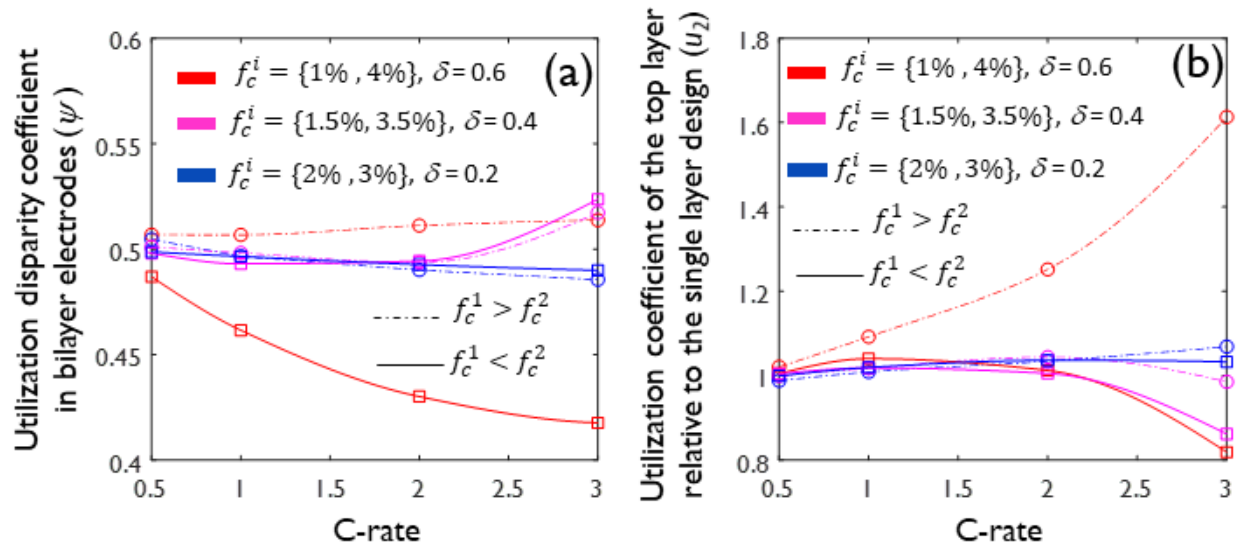 Utilization disparity coefficient
in bilayer electrodes (ψ)
0.6
0.55
0.5
0.45
0.4
(a)
f_c^i = {1% , 4%}, δ = 0.6
f_c^i = {1.5%, 3.5%}, δ = 0.4
f_c^i = {2% , 3%}, δ = 0.2
f_c^1 > f_c^2
f_c^1 < f_c^2
0.5 1 1.5 2 2.5 3
C-rate
Utilization coefficient of the top layer
relative to the single layer design (u_2)
1.8
1.6
1.4
1.2
1
0.8
(b)
f_c^i = {1% , 4%}, δ = 0.6
f_c^i = {1.5%, 3.5%}, δ = 0.4
f_c^i = {2% , 3%}, δ = 0.2
f_c^1 > f_c^2
f_c^1 < f_c^2
0.5 1 1.5 2 2.5 3
C-rate